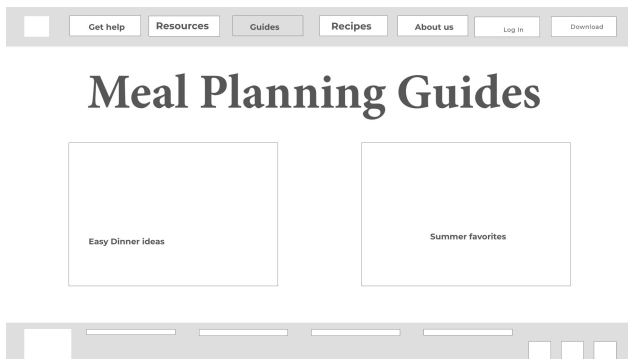 Get help Resources Guides Recipes About us Log In Download
Meal Planning Guides
Easy Dinner ideas
Summer favorites